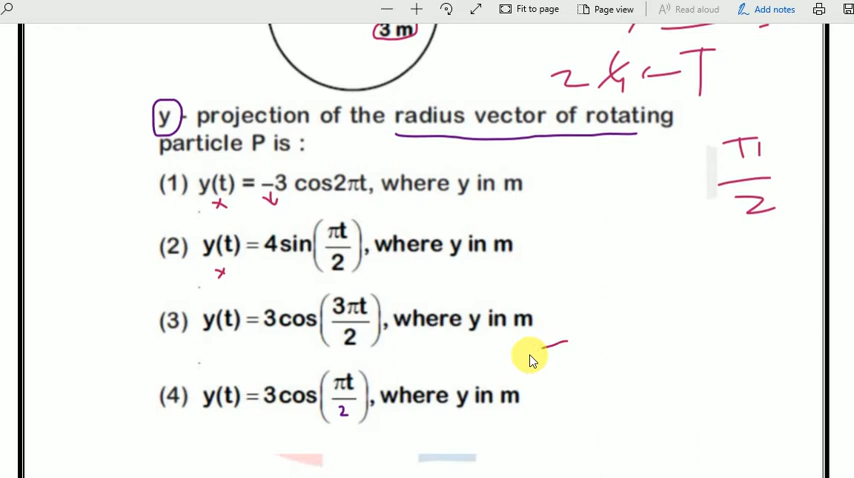 Fit to page
Page view
Read aloud
Add notes
3 m
2 4 ← T
y - projection of the radius vector of rotating
particle P is :
π
2
(1) y(t) = –3 cos2πt, where y in m
(2) y(t) = 4sin(πt/2), where y in m
(3) y(t) = 3cos(3πt/2), where y in m
(4) y(t) = 3cos(πt/2), where y in m